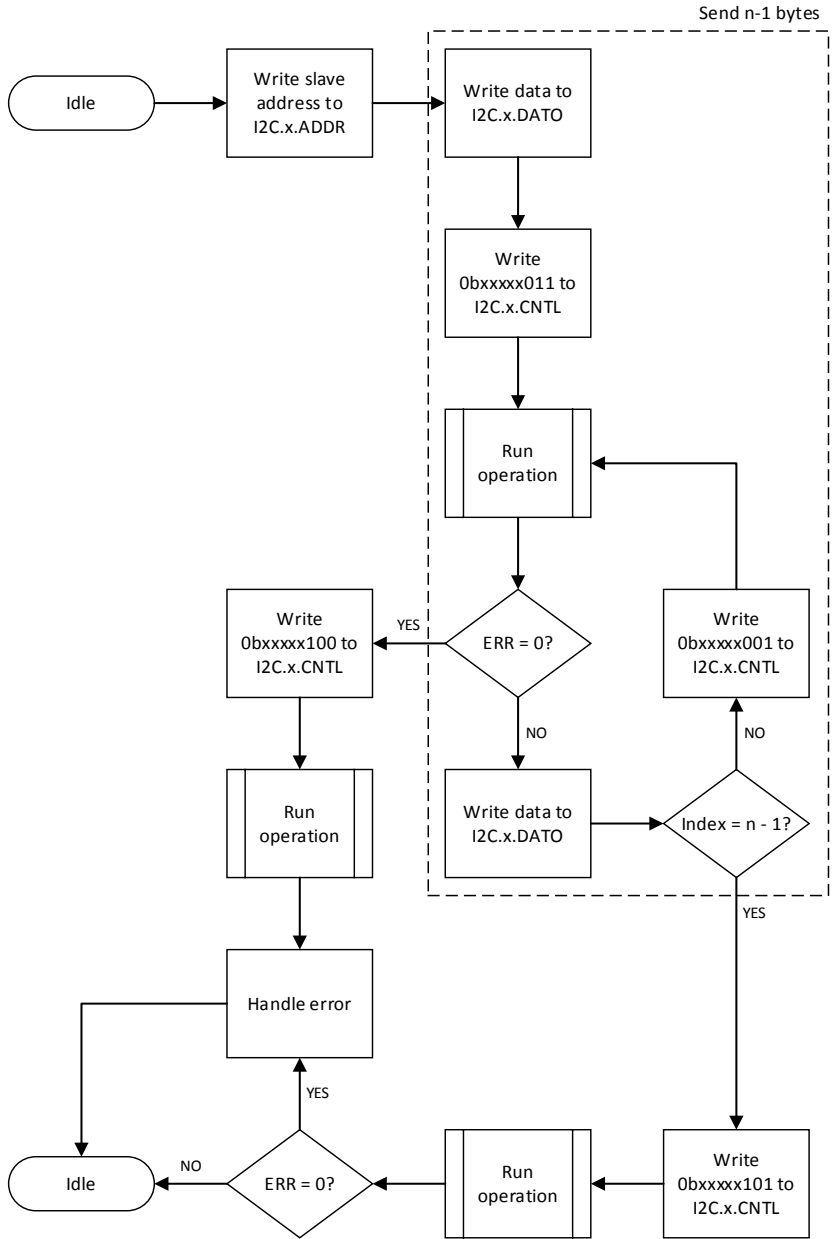 Send n-1 bytes
Idle
Write slave
address to
I2C.x.ADDR
Write data to
I2C.x.DATO
Write
0bxxxxx011 to
I2C.x.CNTL
Run
operation
Write
0bxxxxx100 to
I2C.x.CNTL
YES
ERR = 0?
Write
0bxxxxx001 to
I2C.x.CNTL
NO
NO
Run
operation
Write data to
I2C.x.DATO
Index = n - 1?
YES
Handle error
YES
Idle
NO
ERR = 0?
Run
operation
Write
0bxxxxx101 to
I2C.x.CNTL